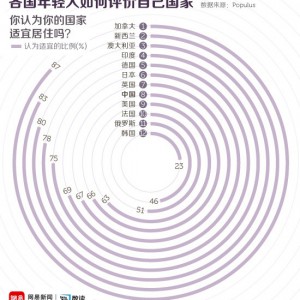 各国年轻人如何评价自己国家
数据来源：Populux
你认为你的国家
适宜居住吗？
认为适宜的比例(%)
加拿大 1
新西兰 2
澳大利亚 3
印度 4
德国 5
日本 6
英国 7
中国 8
美国 9
法国 10
俄罗斯 11
韩国 12
87
83
81
80
78
75
69
67
66
51
46
23
网易新闻
数读